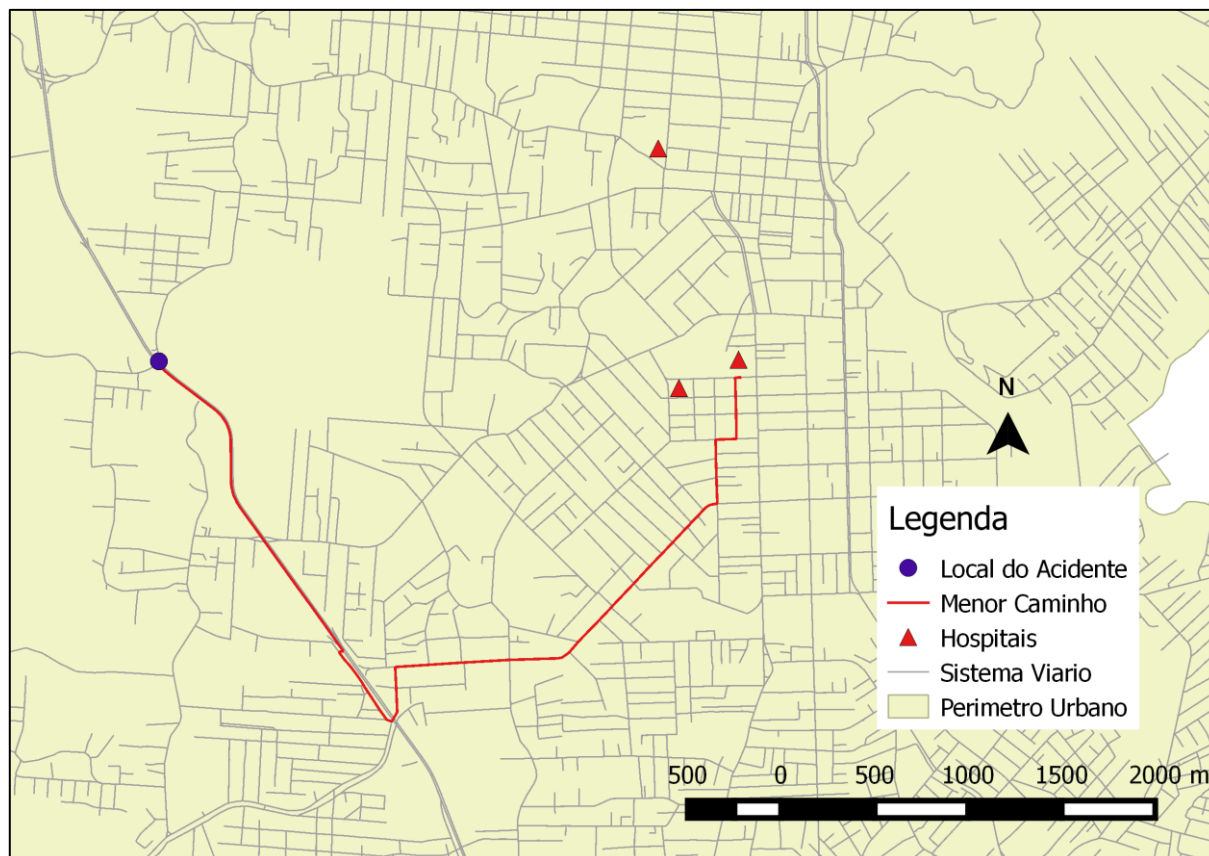 N
Legenda
Local do Acidente
Menor Caminho
Hospitais
Sistema Viario
Perimetro Urbano
500 0 500 1000 1500 2000 m